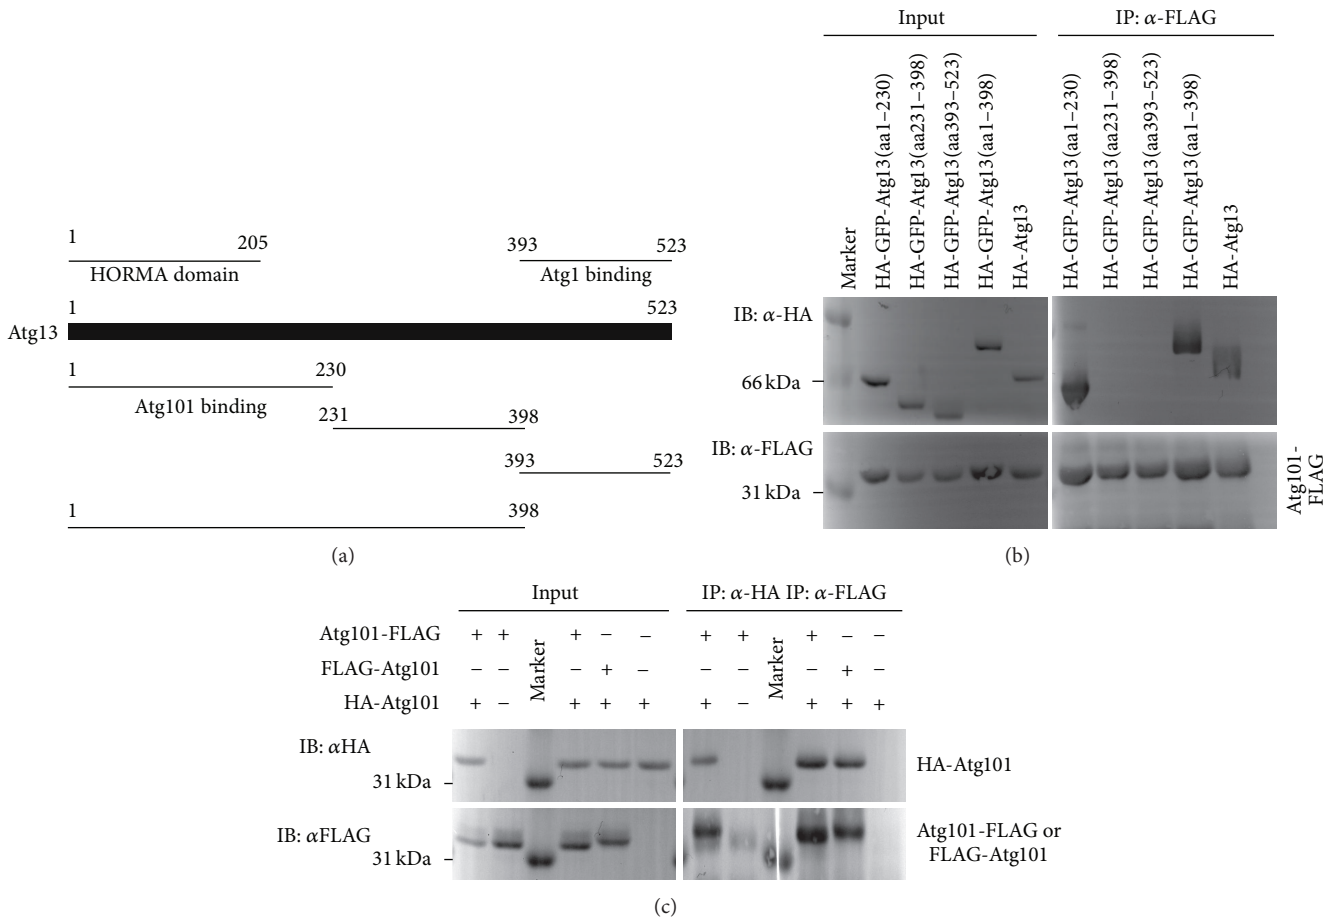 1
205
HORMA domain
393
523
Atg1 binding
1
523
Atg13
1
230
Atg101 binding
231
398
393
523
1
398
(a)
Input
IP: α-FLAG
Marker
HA-GFP-Atg13(aa1–230)
HA-GFP-Atg13(aa231–398)
HA-GFP-Atg13(aa393–523)
HA-GFP-Atg13(aa1–398)
HA-Atg13
HA-GFP-Atg13(aa1–230)
HA-GFP-Atg13(aa231–398)
HA-GFP-Atg13(aa393–523)
HA-GFP-Atg13(aa1–398)
HA-Atg13
IB: α-HA
66 kDa
IB: α-FLAG
31 kDa
Atg101-
FLAG
(b)
Input
IP: α-HA IP: α-FLAG
Atg101-FLAG + + + − − + + + − −
FLAG-Atg101 − − − + − − − − + −
HA-Atg101 + − + + + + − + + +
Marker
Marker
IB: αHA
31 kDa
HA-Atg101
IB: αFLAG
31 kDa
Atg101-FLAG or
FLAG-Atg101
(c)